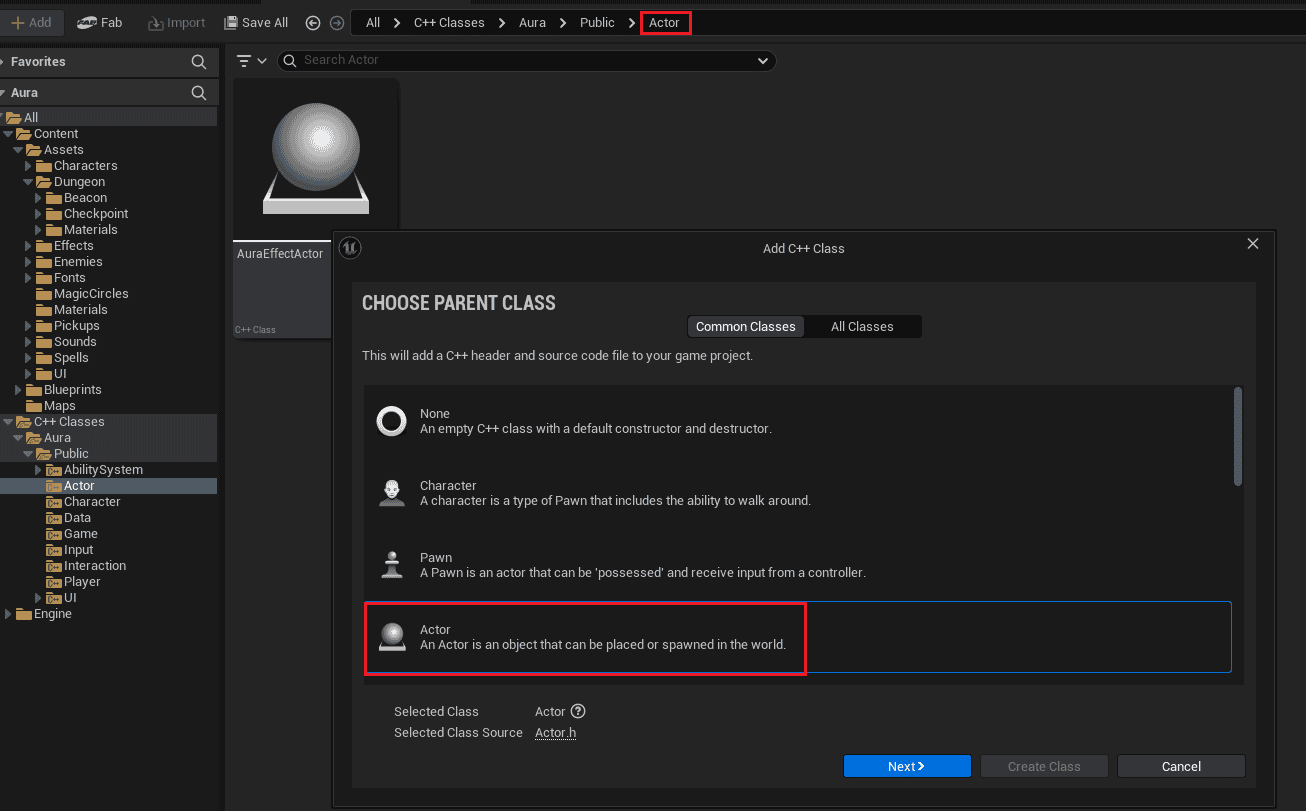 Add
Fab
Import
Save All
All > C++ Classes > Aura > Public > Actor
Favorites
Search Actor
Aura
All
Content
Assets
Characters
Dungeon
Beacon
Checkpoint
Materials
Effects
Enemies
Fonts
MagicCircles
Materials
Pickups
Sounds
Spells
UI
Blueprints
Maps
C++ Classes
Aura
Public
AbilitySystem
Actor
Character
Data
Game
Input
Interaction
Player
UI
Engine
AuraEffectActor
C++ Class
Add C++ Class
CHOOSE PARENT CLASS
Common Classes
All Classes
This will add a C++ header and source code file to your game project.
None
An empty C++ class with a default constructor and destructor.
Character
A character is a type of Pawn that includes the ability to walk around.
Pawn
A Pawn is an actor that can be 'possessed' and receive input from a controller.
Actor
An Actor is an object that can be placed or spawned in the world.
Selected Class Actor ?
Selected Class Source Actor.h
Next
Create Class
Cancel